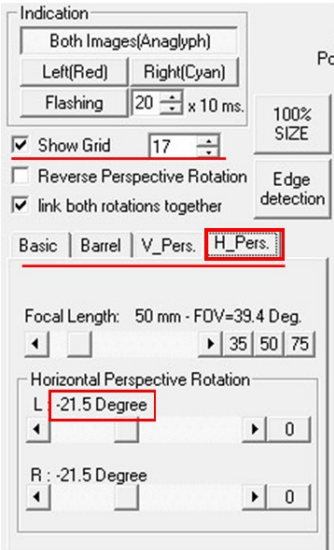 Indication
Both Images(Anaglyph)
Left(Red) Right(Cyan)
Flashing 20 x 10 ms.
Po
100% SIZE
Show Grid 17
Reverse Perspective Rotation
Edge detection
link both rotations together
Basic Barrel V_Pers. H_Pers.
Focal Length: 50 mm - FOV=39.4 Deg.
35 50 75
Horizontal Perspective Rotation
L : -21.5 Degree
0
R : -21.5 Degree
0